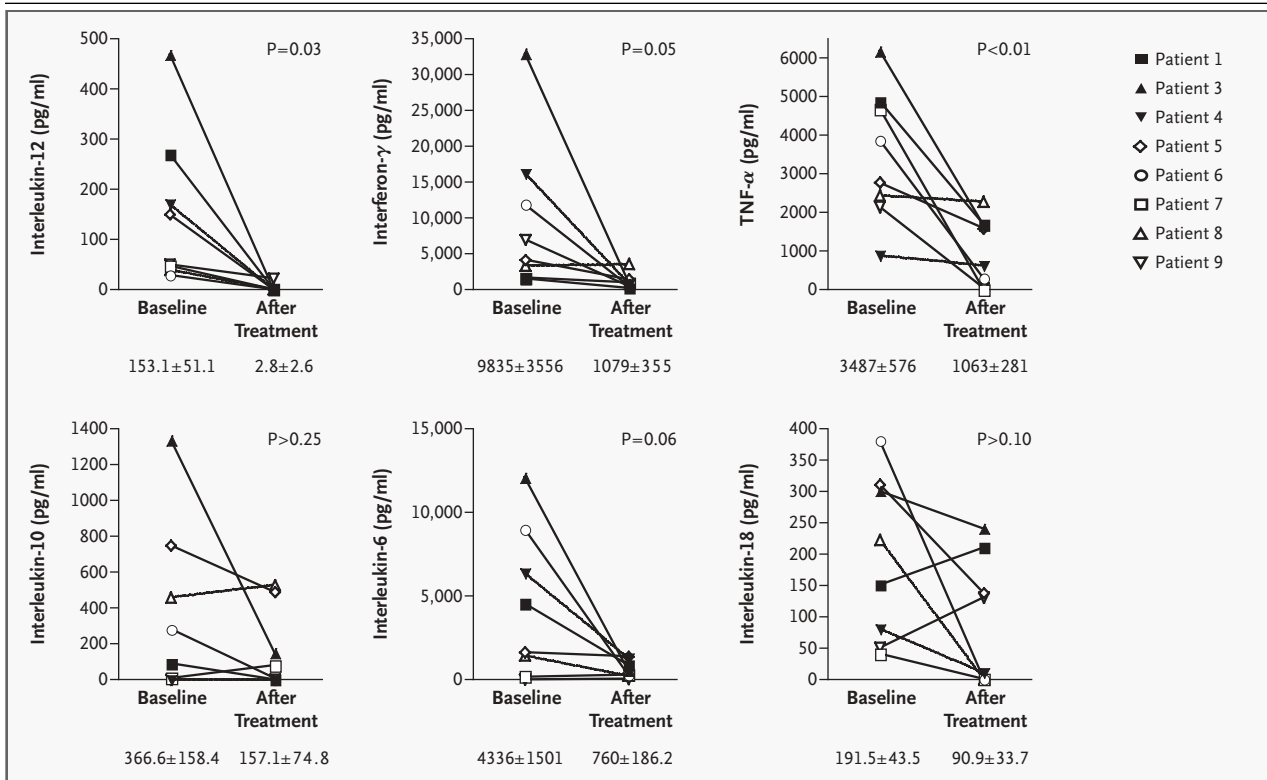 500
400
300
200
100
0
Interleukin-12 (pg/ml)
P=0.03
Baseline
After
Treatment
153.1±51.1
2.8±2.6
35,000
30,000
25,000
20,000
15,000
10,000
5,000
0
Interferon-γ (pg/ml)
P=0.05
Baseline
After
Treatment
9835±3556
1079±355
6000
5000
4000
3000
2000
1000
0
TNF-α (pg/ml)
P<0.01
Baseline
After
Treatment
3487±576
1063±281
Patient 1
Patient 3
Patient 4
Patient 5
Patient 6
Patient 7
Patient 8
Patient 9
1400
1200
1000
800
600
400
200
0
Interleukin-10 (pg/ml)
P>0.25
Baseline
After
Treatment
366.6±158.4
157.1±74.8
15,000
10,000
5,000
0
Interleukin-6 (pg/ml)
P=0.06
Baseline
After
Treatment
4336±1501
760±186.2
400
350
300
250
200
150
100
50
0
Interleukin-18 (pg/ml)
P>0.10
Baseline
After
Treatment
191.5±43.5
90.9±33.7